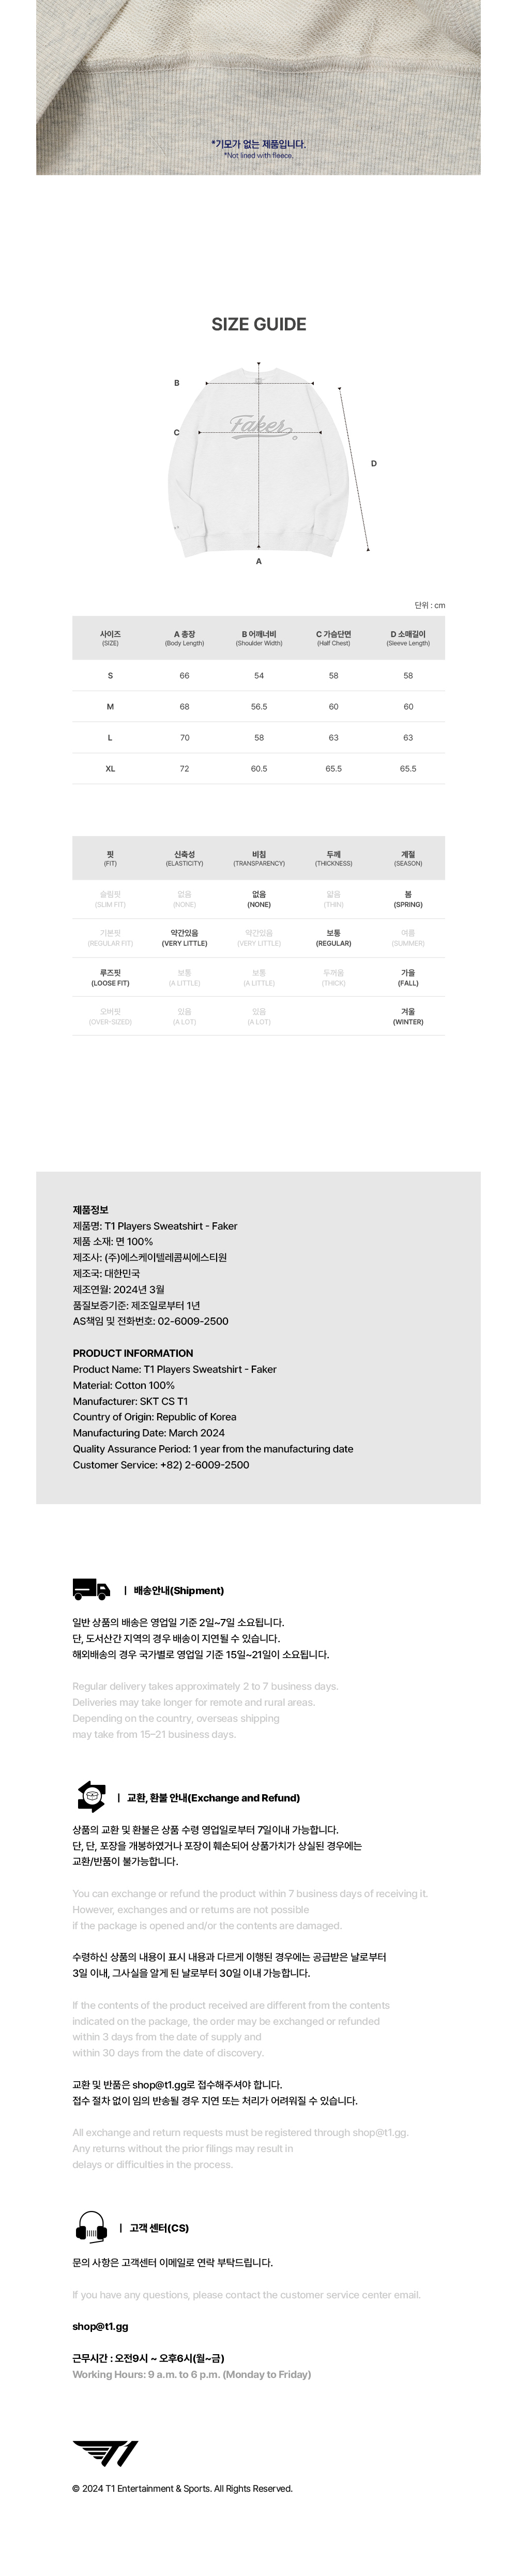 *기모가 없는 제품입니다.
*Not lined with fleece.
SIZE GUIDE
B
C
Faker
D
A
단위 : cm
사이즈 A 총장 B 어깨너비 C 가슴단면 D 소매길이
(SIZE) (Body Length) (Shoulder Width) (Half Chest) (Sleeve Length)
S 66 54 58 58
M 68 56.5 60 60
L 70 58 63 63
XL 72 60.5 65.5 65.5
핏 신축성 비침 두께 계절
(FIT) (ELASTICITY) (TRANSPARENCY) (THICKNESS) (SEASON)
슬림핏 없음 없음 얇음 봄
(SLIM FIT) (NONE) (NONE) (THIN) (SPRING)
기본핏 약간있음 약간있음 보통 여름
(REGULAR FIT) (VERY LITTLE) (VERY LITTLE) (REGULAR) (SUMMER)
루즈핏 보통 보통 두꺼움 가을
(LOOSE FIT) (A LITTLE) (A LITTLE) (THICK) (FALL)
오버핏 있음 있음 겨울
(OVER-SIZED) (A LOT) (A LOT) (WINTER)
제품정보
제품명: T1 Players Sweatshirt - Faker
제품 소재: 면 100%
제조사: (주)에스케이텔레콤씨에스티원
제조국: 대한민국
제조연월: 2024년 3월
품질보증기준: 제조일로부터 1년
AS책임 및 전화번호: 02-6009-2500
PRODUCT INFORMATION
Product Name: T1 Players Sweatshirt - Faker
Material: Cotton 100%
Manufacturer: SKT CS T1
Country of Origin: Republic of Korea
Manufacturing Date: March 2024
Quality Assurance Period: 1 year from the manufacturing date
Customer Service: +82) 2-6009-2500
| 배송안내(Shipment)
일반 상품의 배송은 영업일 기준 2일~7일 소요됩니다.
단, 도서산간 지역의 경우 배송이 지연될 수 있습니다.
해외배송의 경우 국가별로 영업일 기준 15일~21일이 소요됩니다.
Regular delivery takes approximately 2 to 7 business days.
Deliveries may take longer for remote and rural areas.
Depending on the country, overseas shipping
may take from 15-21 business days.
| 교환, 환불 안내(Exchange and Refund)
상품의 교환 및 환불은 상품 수령 영업일로부터 7일이내 가능합니다.
단, 단, 포장을 개봉하였거나 포장이 훼손되어 상품가치가 상실된 경우에는
교환/반품이 불가능합니다.
You can exchange or refund the product within 7 business days of receiving it.
However, exchanges and or returns are not possible
if the package is opened and/or the contents are damaged.
수령하신 상품의 내용이 표시 내용과 다르게 이행된 경우에는 공급받은 날로부터
3일 이내, 그사실을 알게 된 날로부터 30일 이내 가능합니다.
If the contents of the product received are different from the contents
indicated on the package, the order may be exchanged or refunded
within 3 days from the date of supply and
within 30 days from the date of discovery.
교환 및 반품은 shop@t1.gg로 접수해주셔야 합니다.
접수 절차 없이 임의 반송될 경우 지연 또는 처리가 어려워질 수 있습니다.
All exchange and return requests must be registered through shop@t1.gg.
Any returns without the prior filings may result in
delays or difficulties in the process.
| 고객 센터(CS)
문의 사항은 고객센터 이메일로 연락 부탁드립니다.
If you have any questions, please contact the customer service center email.
shop@t1.gg
근무시간 : 오전9시 ~ 오후6시(월~금)
Working Hours: 9 a.m. to 6 p.m. (Monday to Friday)
T1
© 2024 T1 Entertainment & Sports. All Rights Reserved.